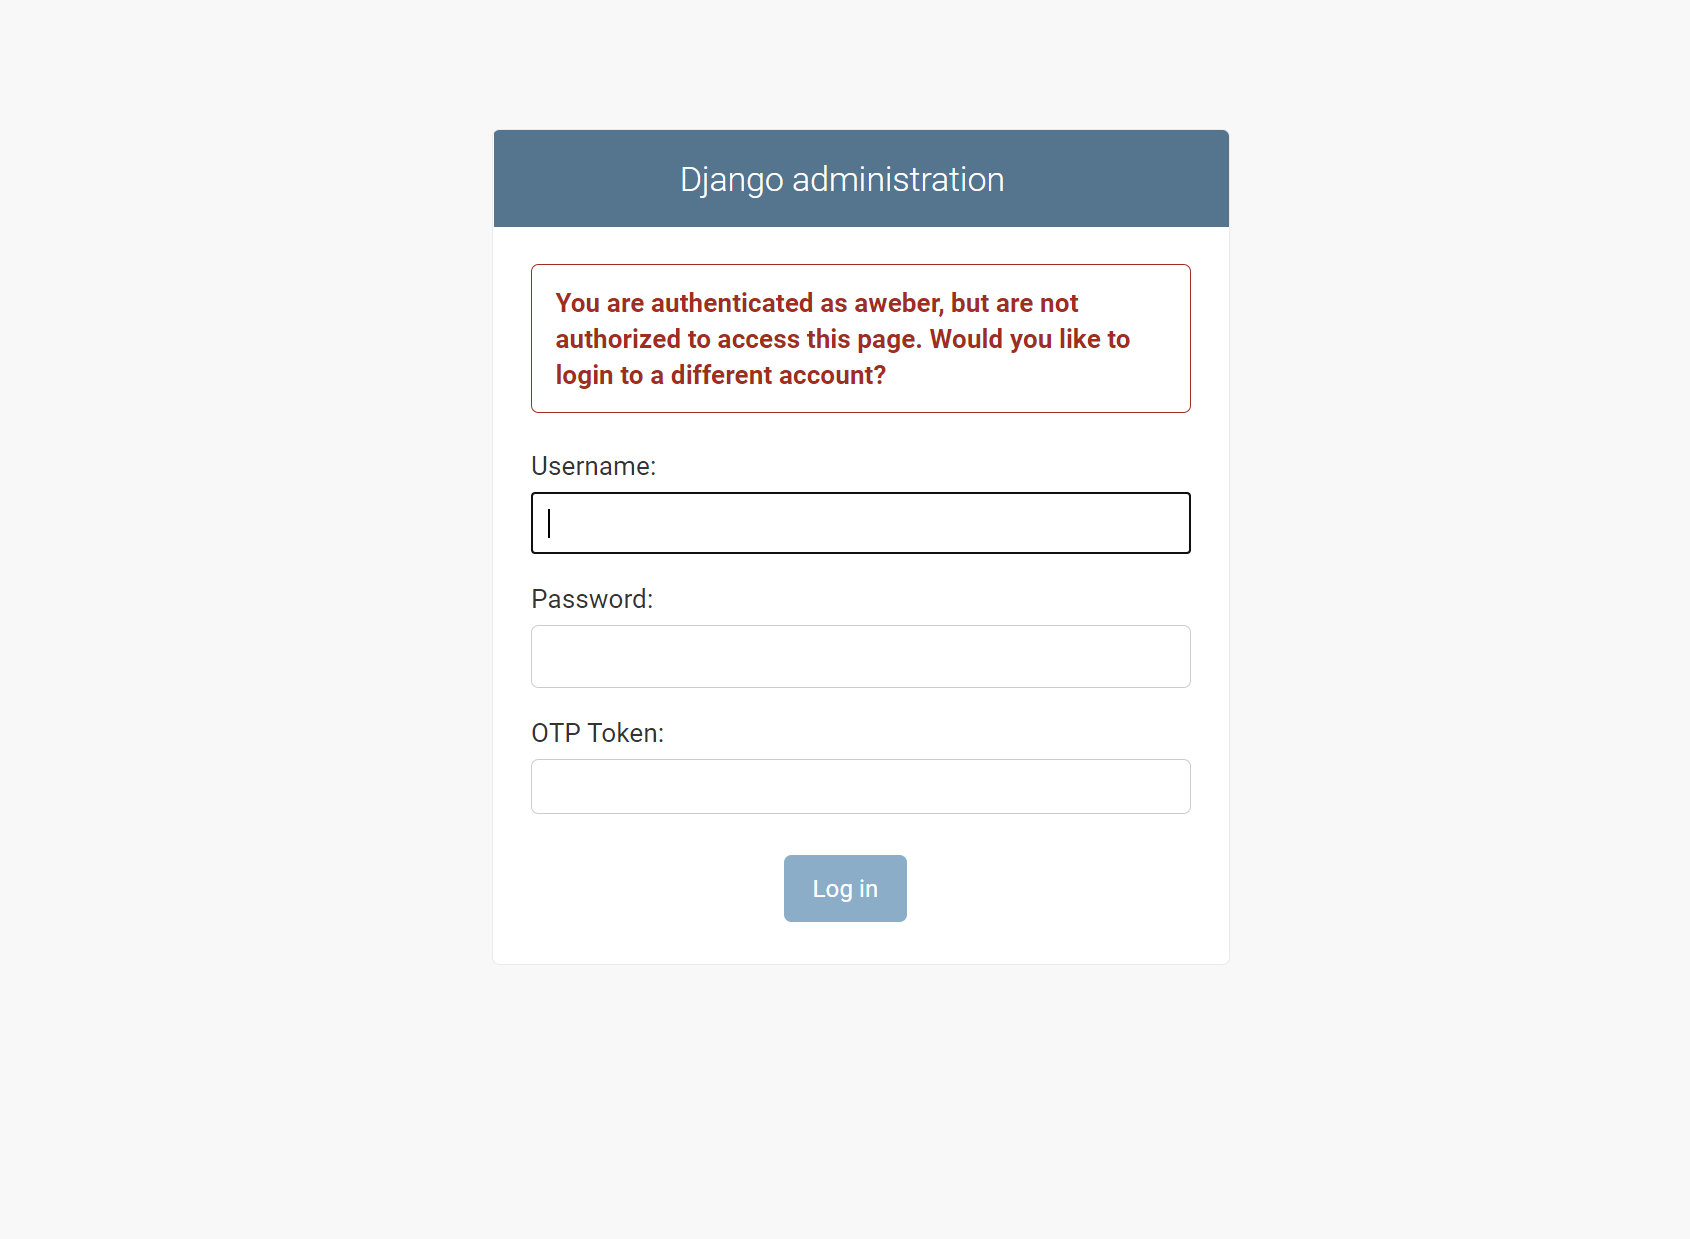 Django administration
You are authenticated as aweber, but are not
authorized to access this page. Would you like to
login to a different account?
Username:
Password:
OTP Token:
Log in